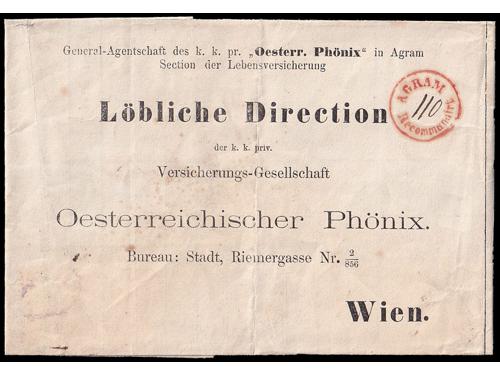 General-Agentschaft des k. k. pr. „Oesterr. Phönix" in Agram
Section der Lebensversicherung
AGRAM
110
Recommandirt
Löbliche Direction
der k. k. priv.
Versicherungs-Gesellschaft
Oesterreichischer Phönix.
Bureau: Stadt, Riemergasse Nr. 2/856
Wien.